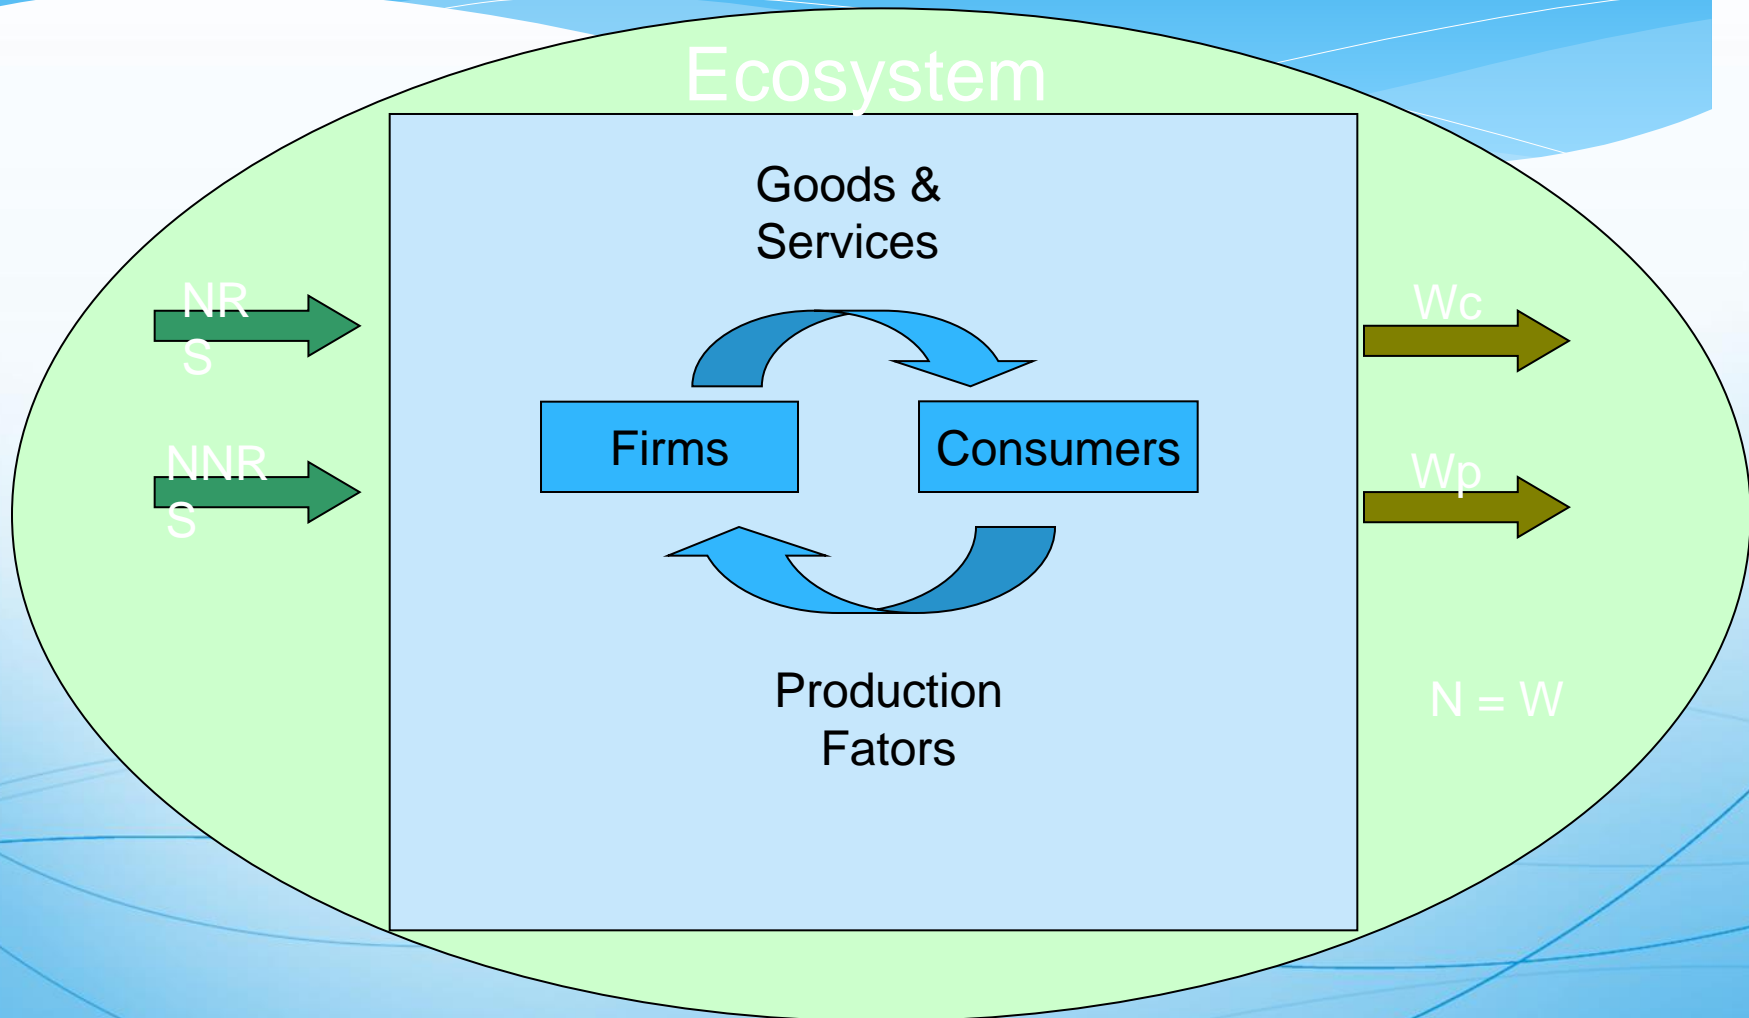 Ecosystem
Goods &
Services
NR
S
Wc
Firms
Consumers
NNR
S
Wp
Production
Fators
N = W